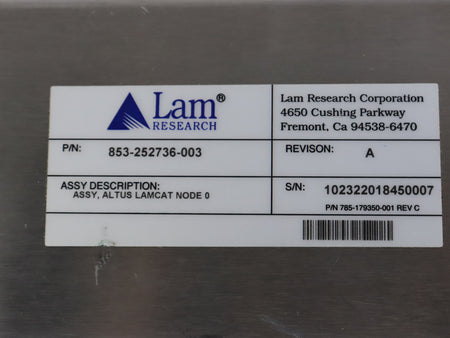 Lam®
RESEARCH
Lam Research Corporation
4650 Cushing Parkway
Fremont, Ca 94538-6470
P/N: 853-252736-003
REVISON: A
ASSY DESCRIPTION:
ASSY, ALTUS LAMCAT NODE 0
S/N: 102322018450007
P/N 785-179350-001 REV C